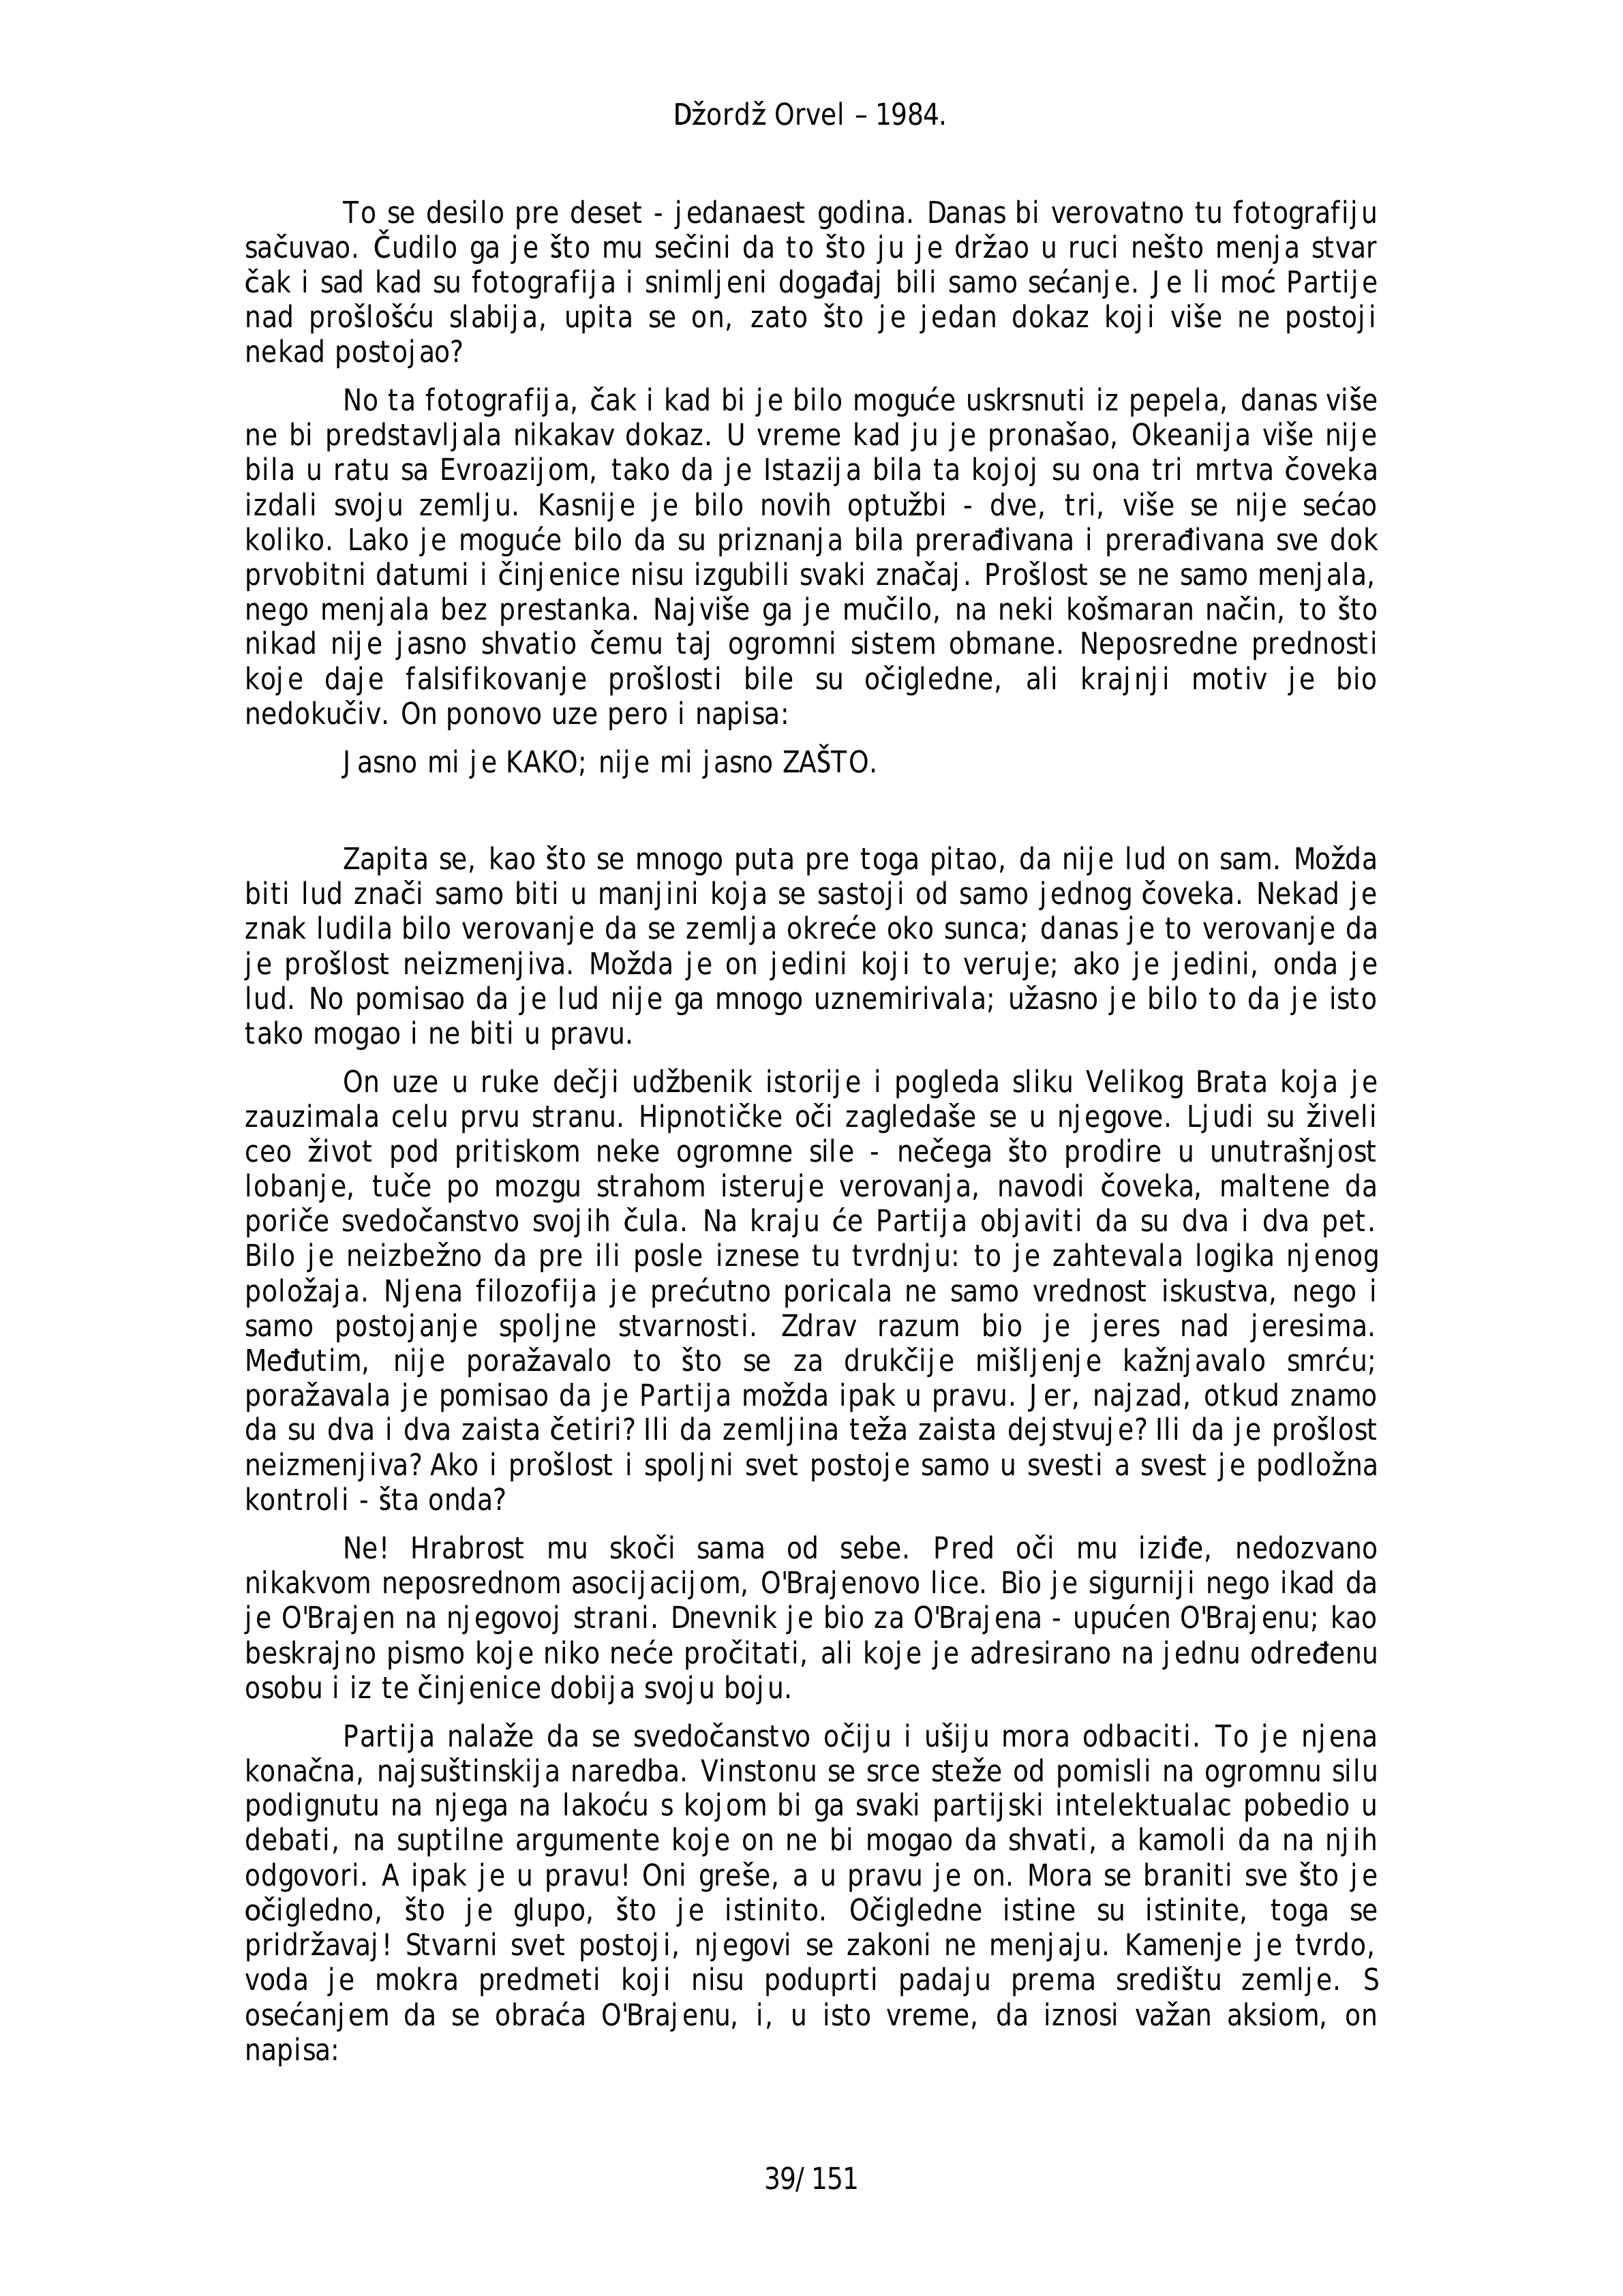 Džordž Orvel – 1984.
To se desilo pre deset - jedanaest godina. Danas bi verovatno tu fotografiju
sačuvao. Čudilo ga je što mu sečini da to što ju je držao u ruci nešto menja stvar
čak i sad kad su fotografija i snimljeni događaj bili samo sećanje. Je li moć Partije
nad prošlošću slabija, upita se on, zato što je jedan dokaz koji više ne postoji
nekad postojao?
No ta fotografija, čak i kad bi je bilo moguće uskrsnuti iz pepela, danas više
ne bi predstavljala nikakav dokaz. U vreme kad ju je pronašao, Okeanija više nije
bila u ratu sa Evroazijom, tako da je Istazija bila ta kojoj su ona tri mrtva čoveka
izdali svoju zemlju. Kasnije je bilo novih optužbi - dve, tri, više se nije sećao
koliko. Lako je moguće bilo da su priznanja bila prerađivana i prerađivana sve dok
prvobitni datumi i činjenice nisu izgubili svaki značaj. Prošlost se ne samo menjala,
nego menjala bez prestanka. Najviše ga je mučilo, na neki košmaran način, to što
nikad nije jasno shvatio čemu taj ogromni sistem obmane. Neposredne prednosti
koje daje falsifikovanje prošlosti bile su očigledne, ali krajnji motiv je bio
nedokučiv. On ponovo uze pero i napisa:
Jasno mi je KAKO; nije mi jasno ZAŠTO.
Zapita se, kao što se mnogo puta pre toga pitao, da nije lud on sam. Možda
biti lud znači samo biti u manjini koja se sastoji od samo jednog čoveka. Nekad je
znak ludila bilo verovanje da se zemlja okreće oko sunca; danas je to verovanje da
je prošlost neizmenjiva. Možda je on jedini koji to veruje; ako je jedini, onda je
lud. No pomisao da je lud nije ga mnogo uznemirivala; užasno je bilo to da je isto
tako mogao i ne biti u pravu.
On uze u ruke dečji udžbenik istorije i pogleda sliku Velikog Brata koja je
zauzimala celu prvu stranu. Hipnotičke oči zagledaše se u njegove. Ljudi su živeli
ceo život pod pritiskom neke ogromne sile - nečega što prodire u unutrašnjost
lobanje, tuče po mozgu strahom isteruje verovanja, navodi čoveka, maltene da
poriče svedočanstvo svojih čula. Na kraju će Partija objaviti da su dva i dva pet.
Bilo je neizbežno da pre ili posle iznese tu tvrdnju: to je zahtevala logika njenog
položaja. Njena filozofija je prećutno poricala ne samo vrednost iskustva, nego i
samo postojanje spoljne stvarnosti. Zdrav razum bio je jeres nad jeresima.
Međutim, nije poražavalo to što se za drukčije mišljenje kažnjavalo smrću;
poražavala je pomisao da je Partija možda ipak u pravu. Jer, najzad, otkud znamo
da su dva i dva zaista četiri? Ili da zemljina teža zaista dejstvuje? Ili da je prošlost
neizmenjiva? Ako i prošlost i spoljni svet postoje samo u svesti a svest je podložna
kontroli - šta onda?
Ne! Hrabrost mu skoči sama od sebe. Pred oči mu iziđe, nedozvano
nikakvom neposrednom asocijacijom, O'Brajenovo lice. Bio je sigurniji nego ikad da
je O'Brajen na njegovoj strani. Dnevnik je bio za O'Brajena - upućen O'Brajenu; kao
beskrajno pismo koje niko neće pročitati, ali koje je adresirano na jednu određenu
osobu i iz te činjenice dobija svoju boju.
Partija nalaže da se svedočanstvo očiju i ušiju mora odbaciti. To je njena
konačna, najsuštinskija naredba. Vinstonu se srce steže od pomisli na ogromnu silu
podignutu na njega na lakoću s kojom bi ga svaki partijski intelektualac pobedio u
debati, na suptilne argumente koje on ne bi mogao da shvati, a kamoli da na njih
odgovori. A ipak je u pravu! Oni greše, a u pravu je on. Mora se braniti sve što je
očigledno, što je glupo, što je istinito. Očigledne istine su istinite, toga se
pridržavaj! Stvarni svet postoji, njegovi se zakoni ne menjaju. Kamenje je tvrdo,
voda je mokra predmeti koji nisu poduprti padaju prema središtu zemlje. S
osećanjem da se obraća O'Brajenu, i, u isto vreme, da iznosi važan aksiom, on
napisa:
39/151